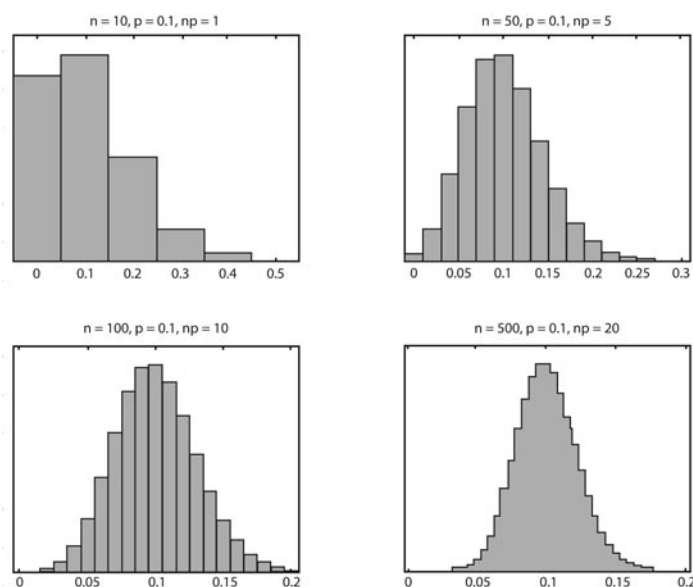 n = 10, p = 0.1, np = 1
0 0.1 0.2 0.3 0.4 0.5
n = 50, p = 0.1, np = 5
0 0.05 0.1 0.15 0.2 0.25 0.3
n = 100, p = 0.1, np = 10
0 0.05 0.1 0.15 0.2
n = 500, p = 0.1, np = 20
0 0.05 0.1 0.15 0.2